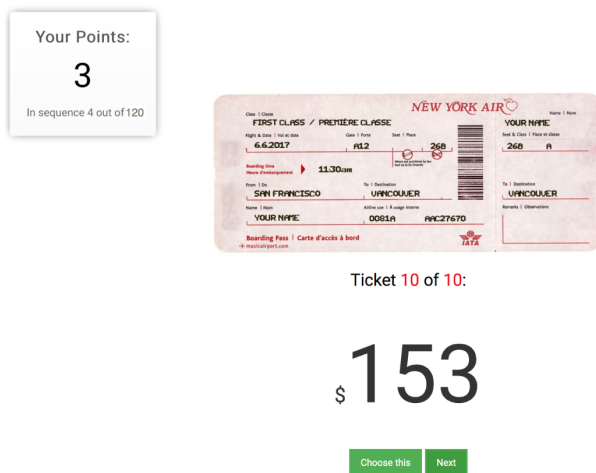 Your Points:
3
In sequence 4 out of 120
NEW YORK AIR
Class | Classe
Name | Nom
FIRST CLASS / PREMIÈRE CLASSE
YOUR NAME
Flight & Date | Vol et date
Gate | Porte
Seat | Place
Seat & Class | Place et classe
6.6.2017
A12
268
268 A
Boarding time
Heure d'embarquement
11:30am
From | De
To | Destination
To | Destination
SAN FRANCISCO
VANCOUVER
VANCOUVER
Name | Nom
Airline use | À usage interne
Remarks | Observations
YOUR NAME
0081A
AAC27670
Boarding Pass | Carte d'accès à bord
IATA
Ticket 10 of 10:
$153
Choose this
Next